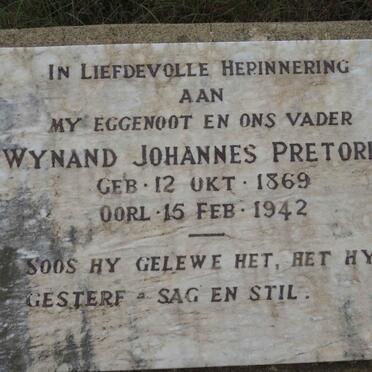 IN LIEFDEVOLLE HERINNERING
AAN
MY EGGENOOT EN ONS VADER
WYNAND JOHANNES PRETORI
GEB · 12 OKT · 1869
OORL · 15 FEB · 1942
SOOS HY GELEWE HET, HET HY
GESTERF - SAG EN STIL.